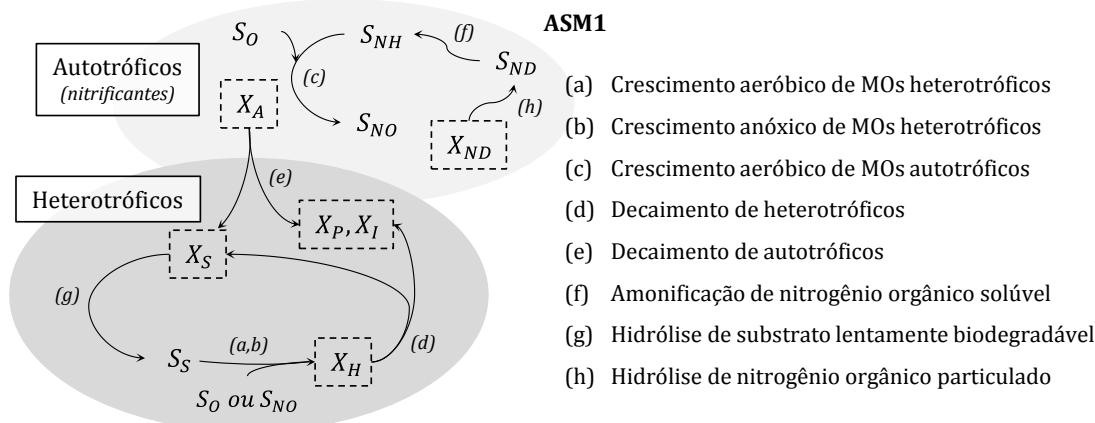 ASM1
Autotróficos
(nitrificantes)
S_O
S_NH
(f)
S_ND
(c)
X_A
S_NO
(h)
X_ND
(e)
Heterotróficos
X_P, X_I
X_S
(g)
(a,b)
(d)
S_S
X_H
S_O ou S_NO
(a) Crescimento aeróbico de MOs heterotróficos
(b) Crescimento anóxico de MOs heterotróficos
(c) Crescimento aeróbico de MOs autotróficos
(d) Decaimento de heterotróficos
(e) Decaimento de autotróficos
(f) Amonificação de nitrogênio orgânico solúvel
(g) Hidrólise de substrato lentamente biodegradável
(h) Hidrólise de nitrogênio orgânico particulado